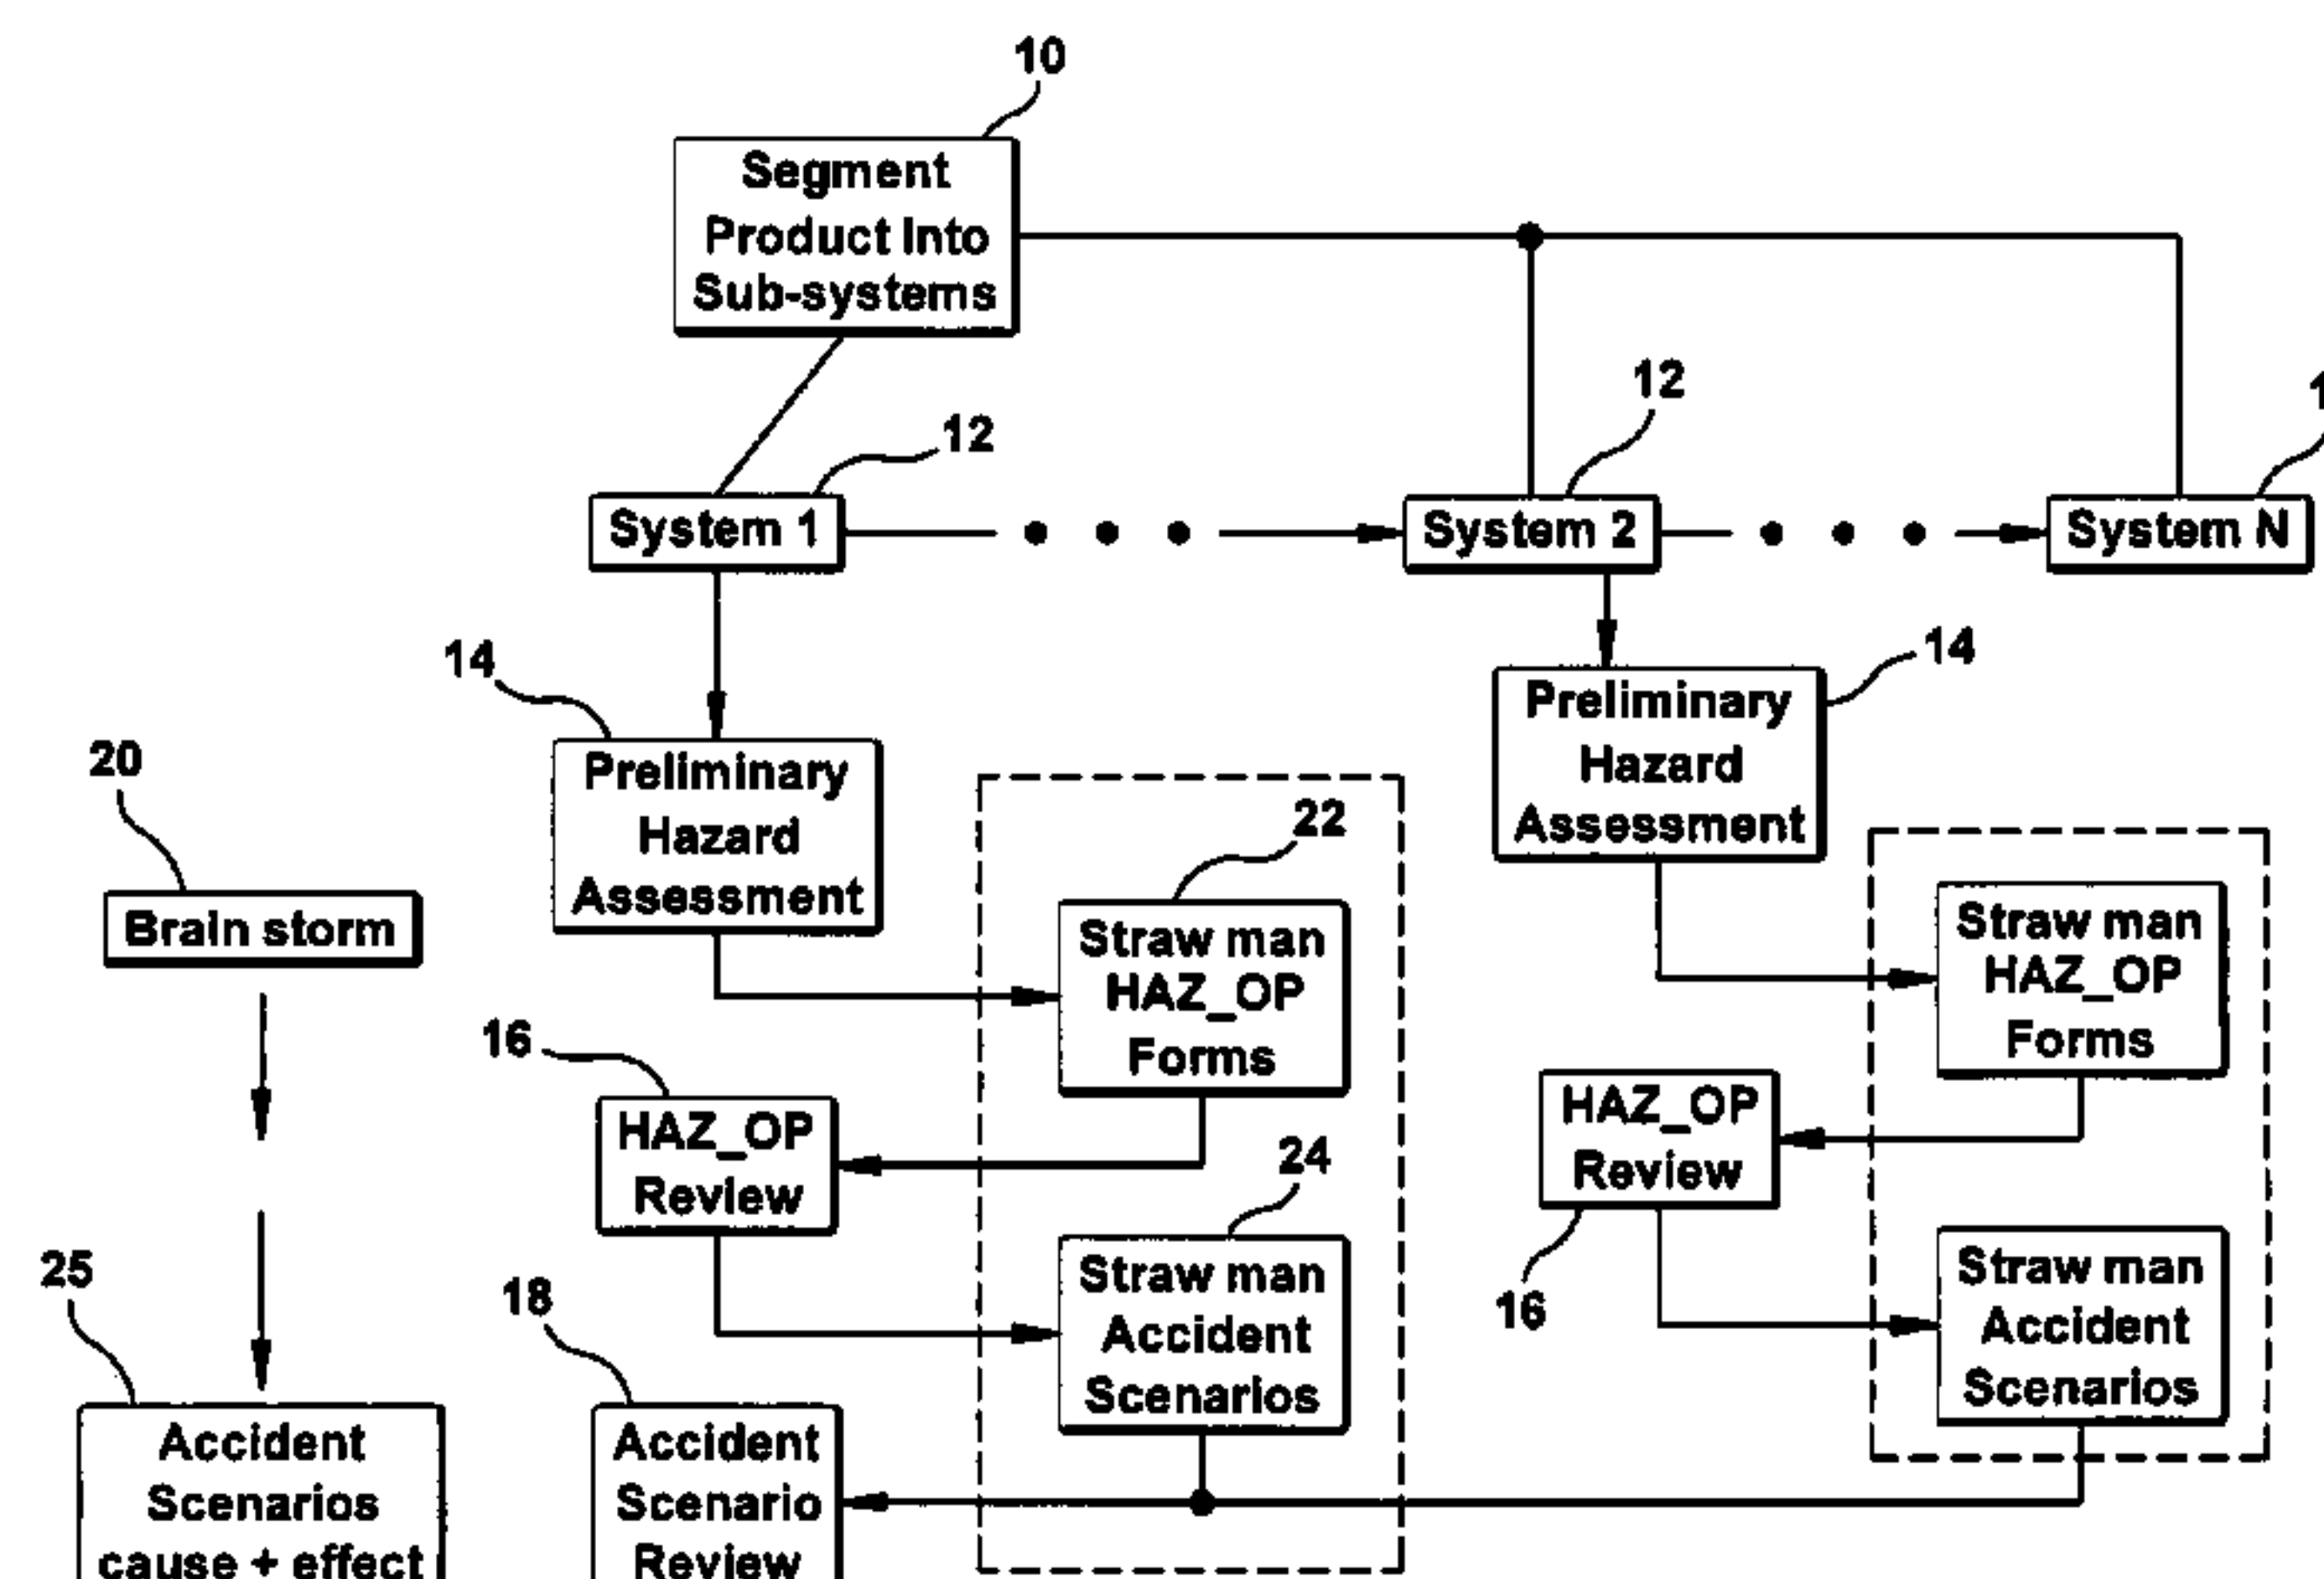 10
Segment
Product Into
Sub-systems
12
12
System 1
System 2
System N
14
Preliminary
Hazard
Assessment
14
Preliminary
Hazard
Assessment
20
Brain storm
22
Straw man
HAZ_OP
Forms
Straw man
HAZ_OP
Forms
16
HAZ_OP
Review
HAZ_OP
Review
16
24
Straw man
Accident
Scenarios
Straw man
Accident
Scenarios
25
Accident
Scenarios
cause + effect
18
Accident
Scenario
Review